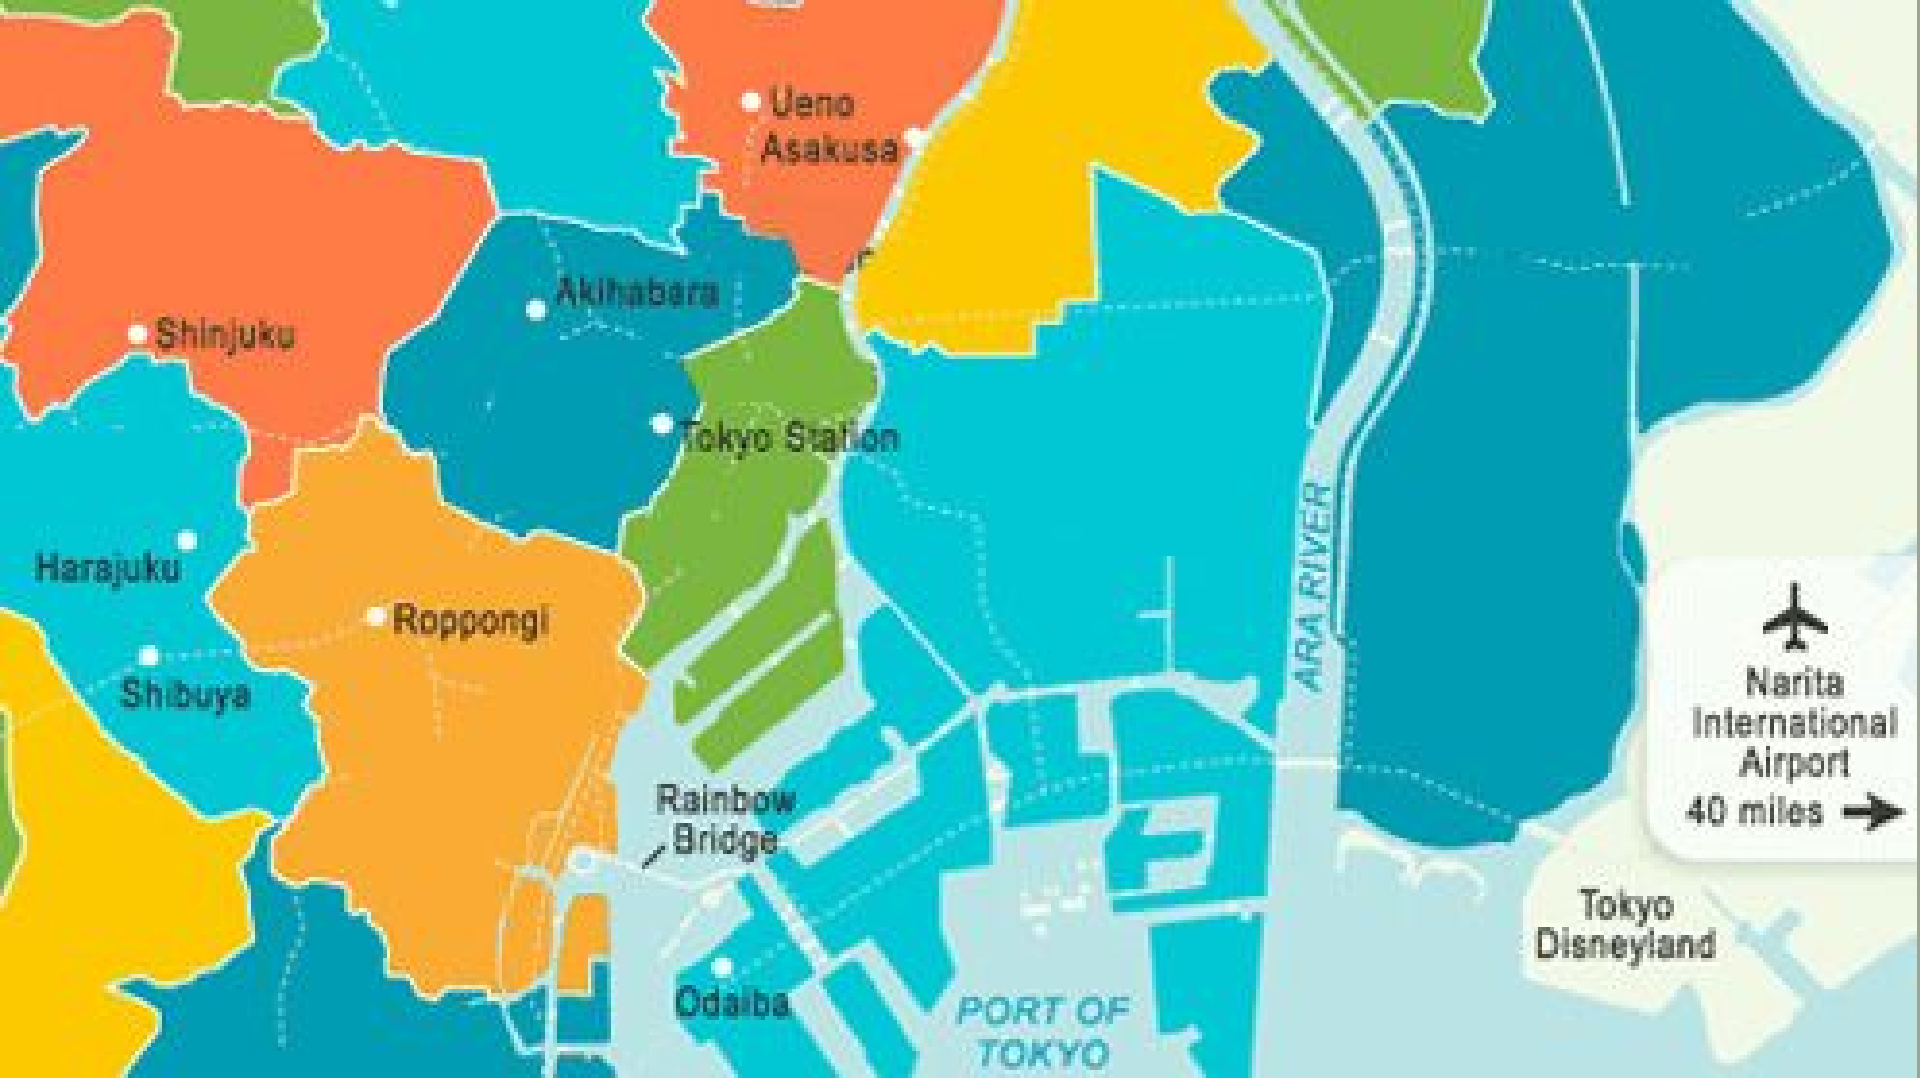 Ueno
Asakusa
Akihabara
Shinjuku
Tokyo Station
Harajuku
Roppongi
Shibuya
ARA RIVER
Narita
International
Airport
40 miles
Rainbow
Bridge
Tokyo
Disneyland
Odaiba
PORT OF
TOKYO